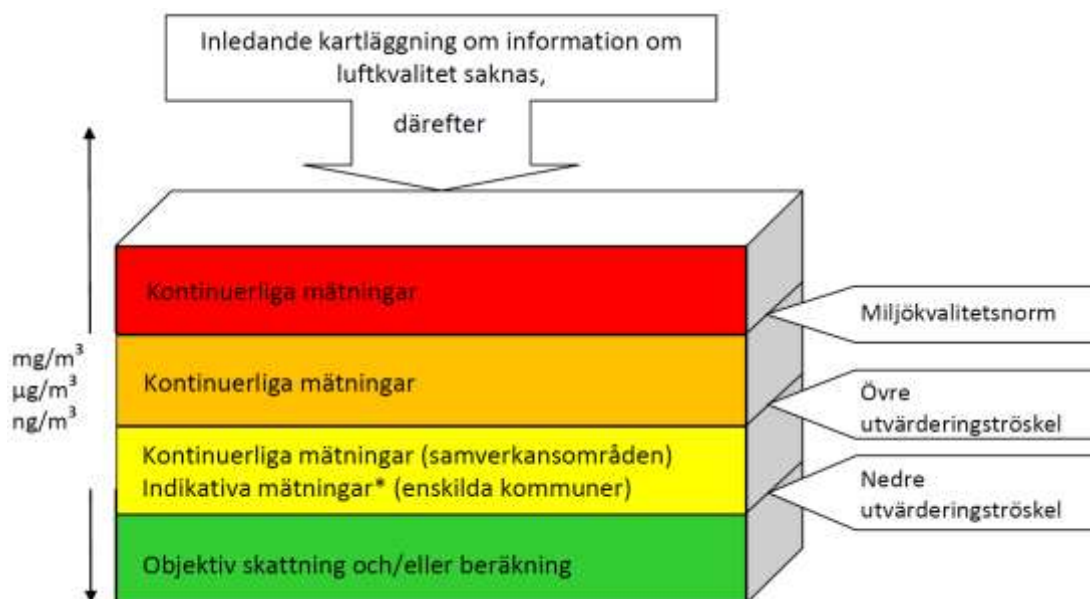 Inledande kartläggning om information om
luftkvalitet saknas,
därefter
Kontinuerliga mätningar
Miljökvalitetsnorm
mg/m³
µg/m³
ng/m³
Kontinuerliga mätningar
Övre
utvärderingströskel
Kontinuerliga mätningar (samverkansområden)
Indikativa mätningar* (enskilda kommuner)
Nedre
utvärderingströskel
Objektiv skattning och/eller beräkning